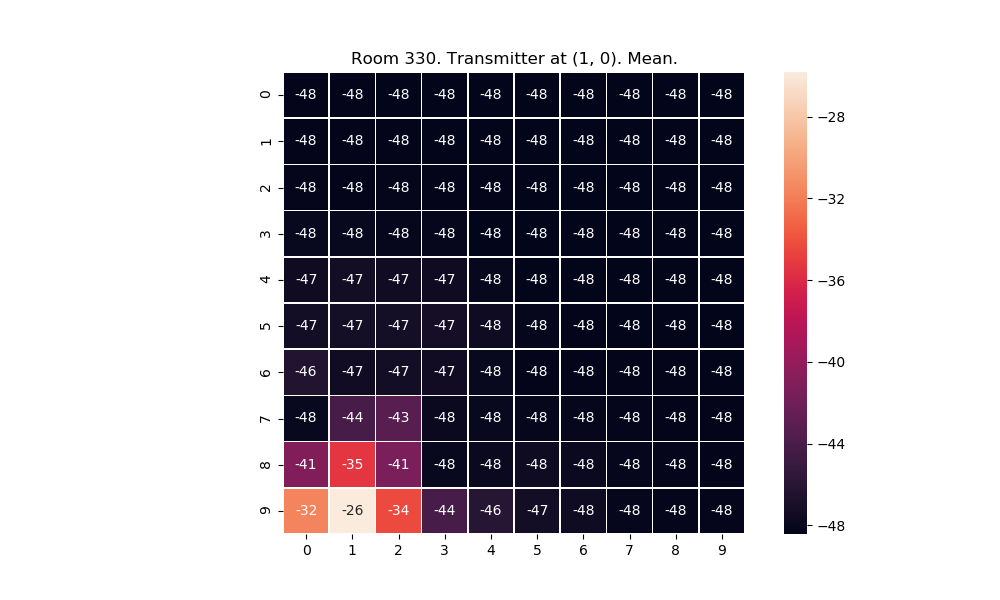 Room 330. Transmitter at (1, 0). Mean.
0 -48 -48 -48 -48 -48 -48 -48 -48 -48 -48
1 -48 -48 -48 -48 -48 -48 -48 -48 -48 -48
2 -48 -48 -48 -48 -48 -48 -48 -48 -48 -48
3 -48 -48 -48 -48 -48 -48 -48 -48 -48 -48
4 -47 -47 -47 -47 -48 -48 -48 -48 -48 -48
5 -47 -47 -47 -47 -48 -48 -48 -48 -48 -48
6 -46 -47 -47 -47 -48 -48 -48 -48 -48 -48
7 -48 -44 -43 -48 -48 -48 -48 -48 -48 -48
8 -41 -35 -41 -48 -48 -48 -48 -48 -48 -48
9 -32 -26 -34 -44 -46 -47 -48 -48 -48 -48
0 1 2 3 4 5 6 7 8 9
−28
−32
−36
−40
−44
−48